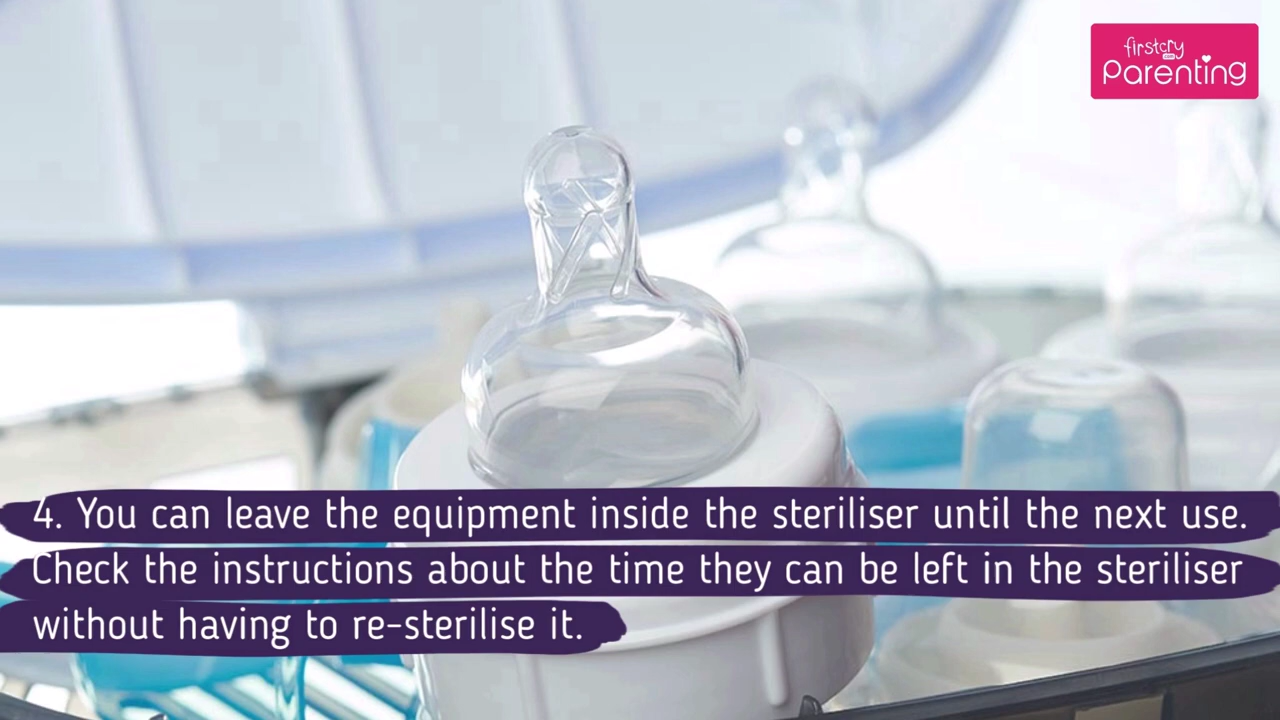 firstcry
.com
Parenting
4. You can leave the equipment inside the steriliser until the next use.
Check the instructions about the time they can be left in the steriliser
without having to re-sterilise it.